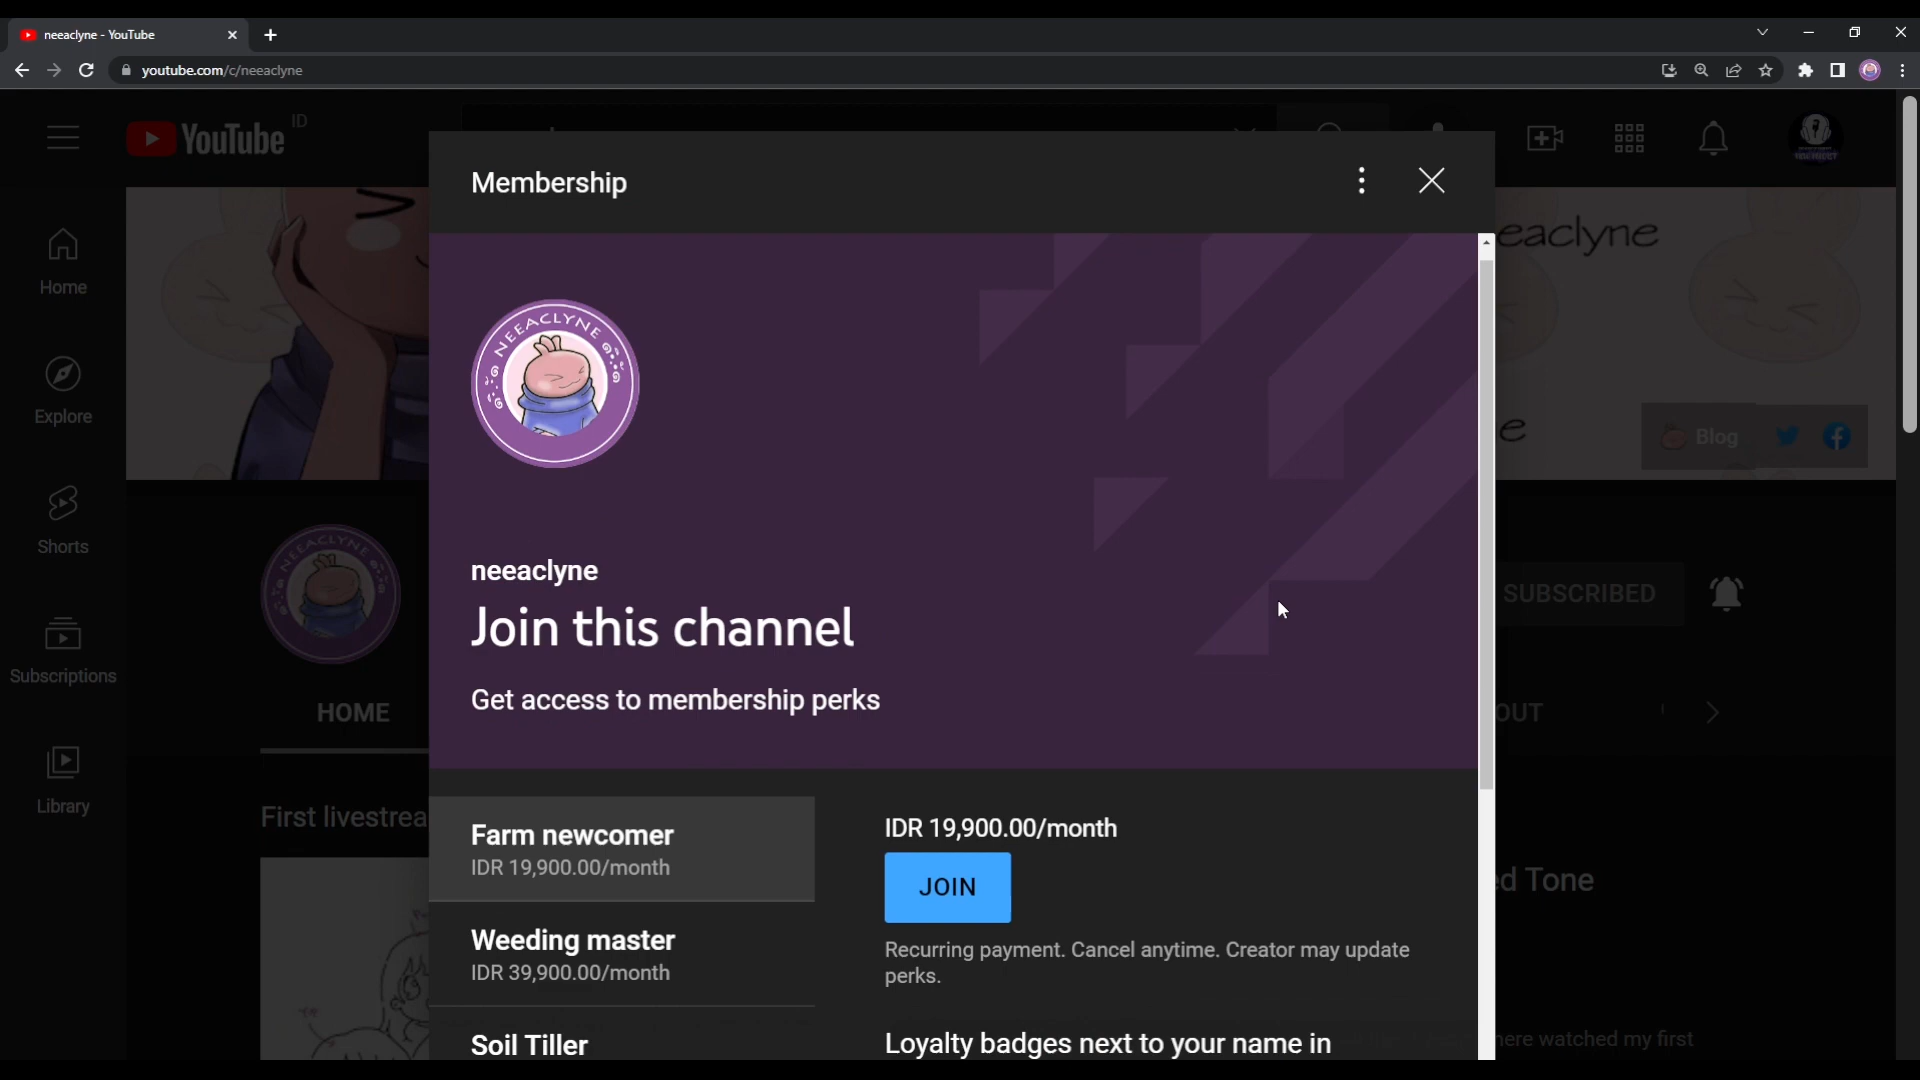 neeaclyne - YouTube
youtube.com/c/neeaclyne
YouTube ID
Membership
eaclyne
Home
NEEACLYNE
Explore
e
Blog
Shorts
neeaclyne
SUBSCRIBED
Join this channel
Subscriptions
Get access to membership perks
HOME
OUT
Library
First livestrea
Farm newcomer
IDR 19,900.00/month
IDR 19,900.00/month
JOIN
ed Tone
Weeding master
IDR 39,900.00/month
Recurring payment. Cancel anytime. Creator may update
perks.
Soil Tiller
Loyalty badges next to your name in
here watched my first